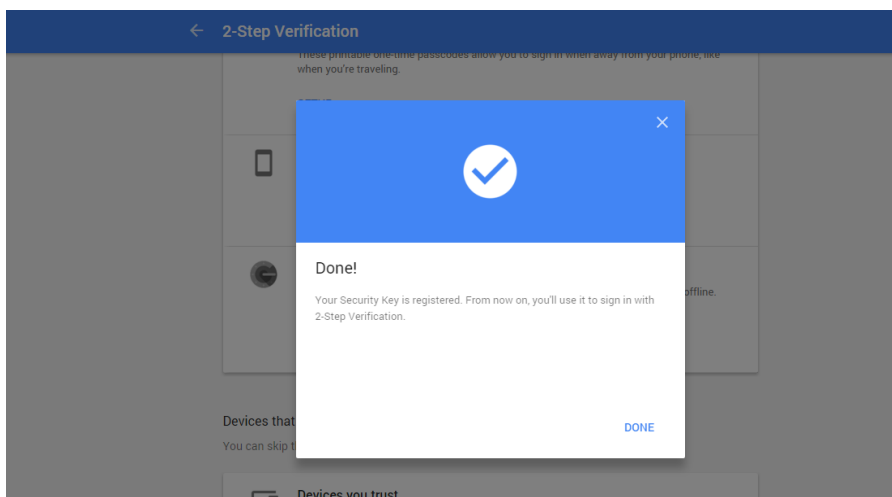 2-Step Verification
These printable one-time passcodes allow you to sign in when away from your phone, like
when you're traveling.
Done!
Your Security Key is registered. From now on, you'll use it to sign in with
2-Step Verification.
offline.
DONE
Devices that
You can skip
Devices you trust